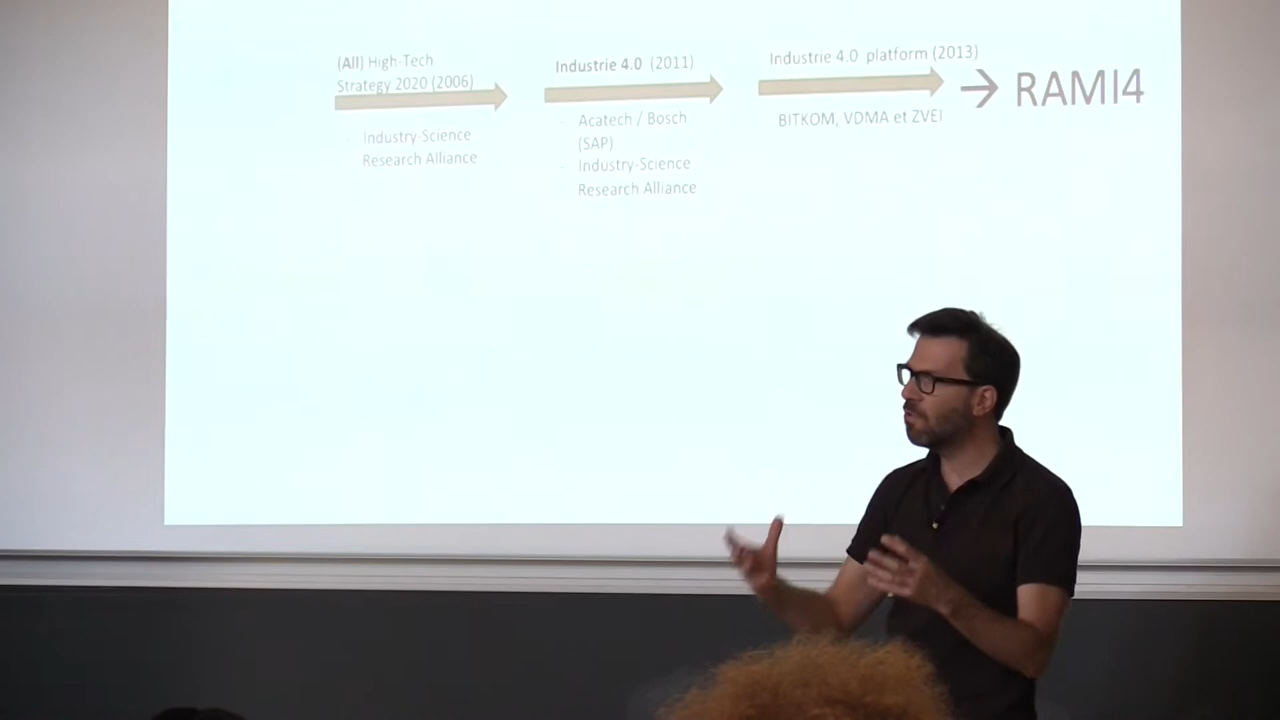 (All) High-Tech
Strategy 2020 (2006)
- Industry-Science
Research Alliance
Industrie 4.0 (2011)
- Acatech / Bosch
(SAP)
- Industry-Science
Research Alliance
Industrie 4.0 platform (2013)
BITKOM, VDMA et ZVEI
→ RAMI4